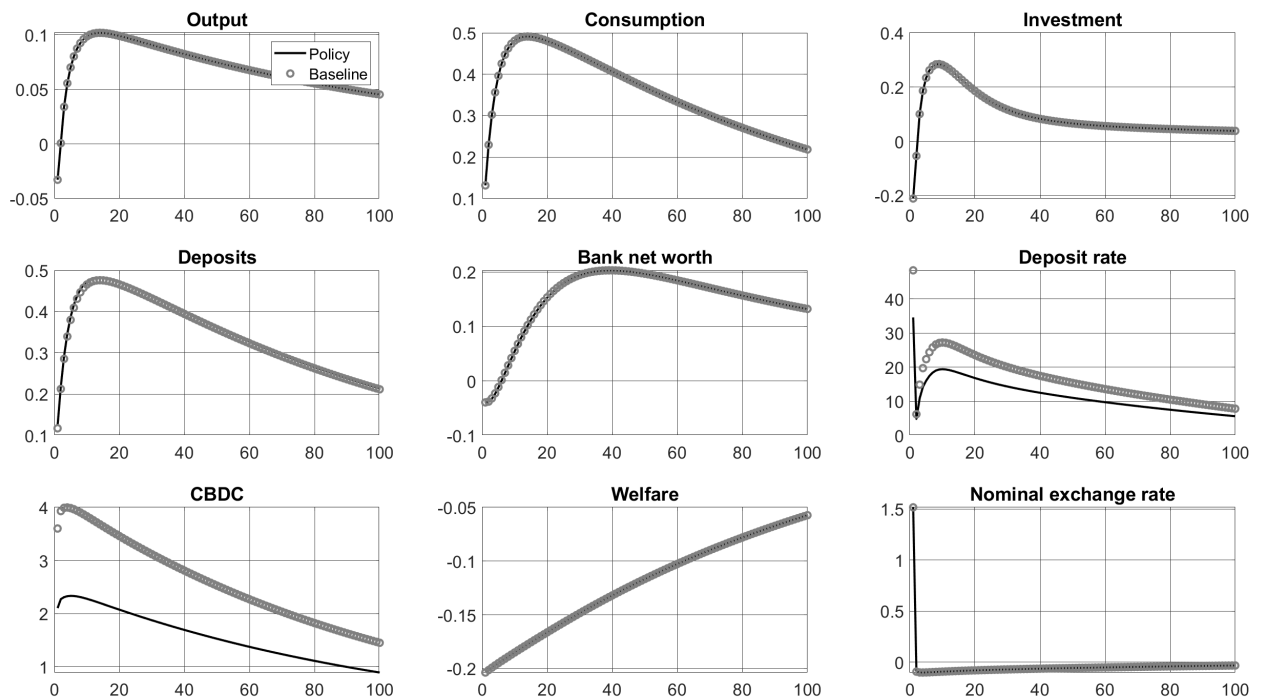 Output
0.1
0.05
0
-0.05
0 20 40 60 80 100
Policy
Baseline
Consumption
0.5
0.4
0.3
0.2
0.1
0 20 40 60 80 100
Investment
0.4
0.2
0
-0.2
0 20 40 60 80 100
Deposits
0.5
0.4
0.3
0.2
0.1
0 20 40 60 80 100
Bank net worth
0.2
0.1
0
-0.1
0 20 40 60 80 100
Deposit rate
40
30
20
10
0
0 20 40 60 80 100
CBDC
4
3
2
1
0 20 40 60 80 100
Welfare
-0.05
-0.1
-0.15
-0.2
0 20 40 60 80 100
Nominal exchange rate
1.5
1
0.5
0
0 20 40 60 80 100